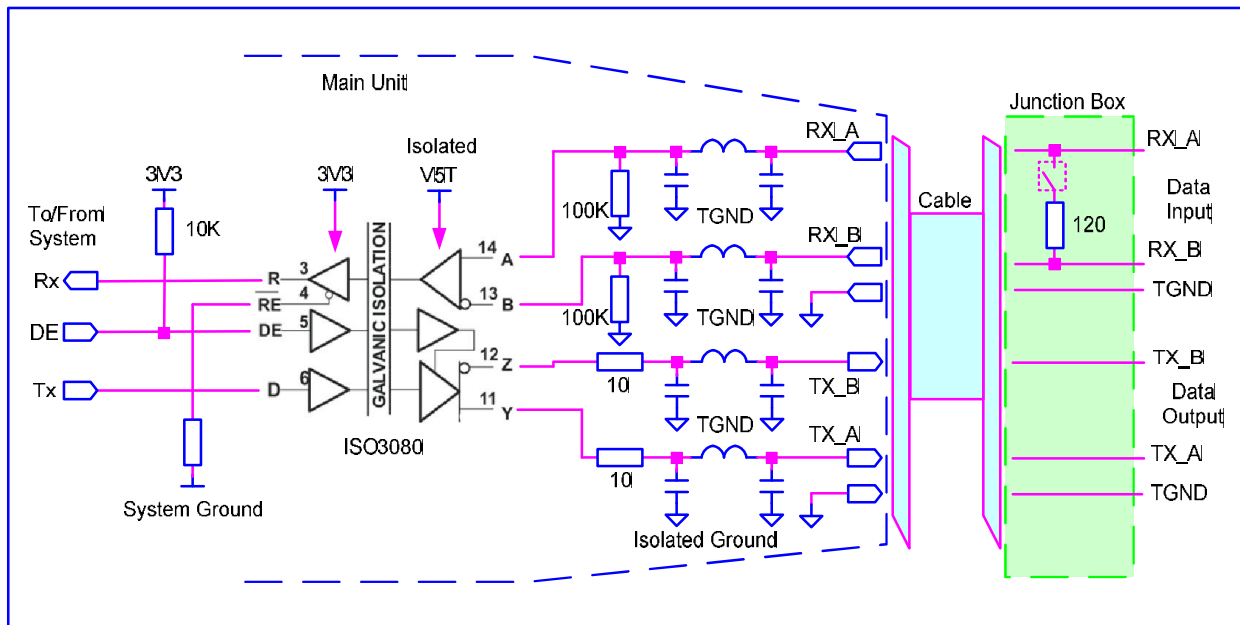 Main Unit
Junction Box
RX_A
RX_A
Isolated
V5T
3V3
3V3
To/From
System
10K
100K
TGND
Cable
Data
Input
120
14
A
RX_B
RX_B
Rx
R
3
4
RE
GALVANIC ISOLATION
13
B
TGND
100K
TGND
DE
DE
5
12
Z
TX_B
TX_B
Tx
D
6
10
11
Y
TGND
Data
Output
ISO3080
TX_A
TX_A
10
TGND
System Ground
Isolated Ground